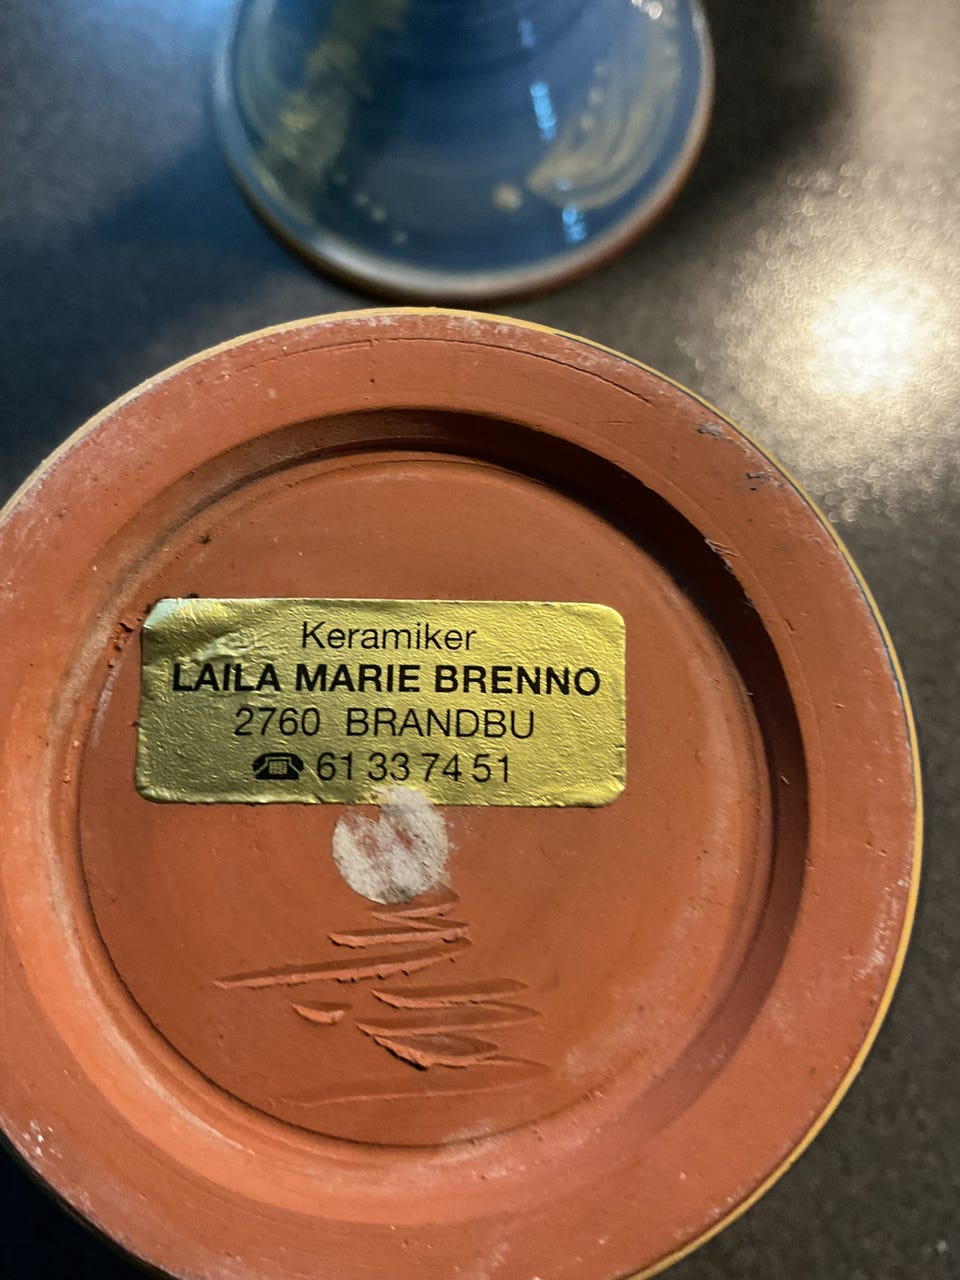 Keramiker
LAILA MARIE BRENNO
2760 BRANDBU
☎ 61 33 74 51